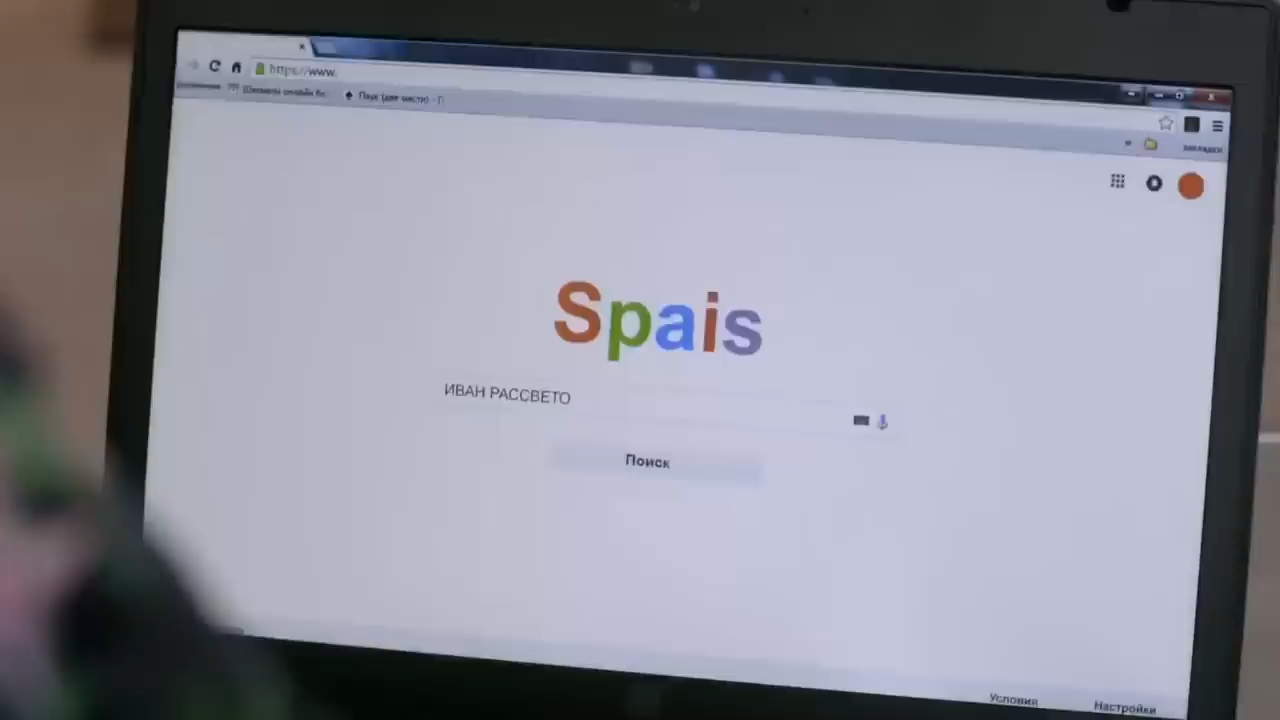 https://www.
Spais
ИВАН РАССВЕТО
Поиск
Условия
Настройки